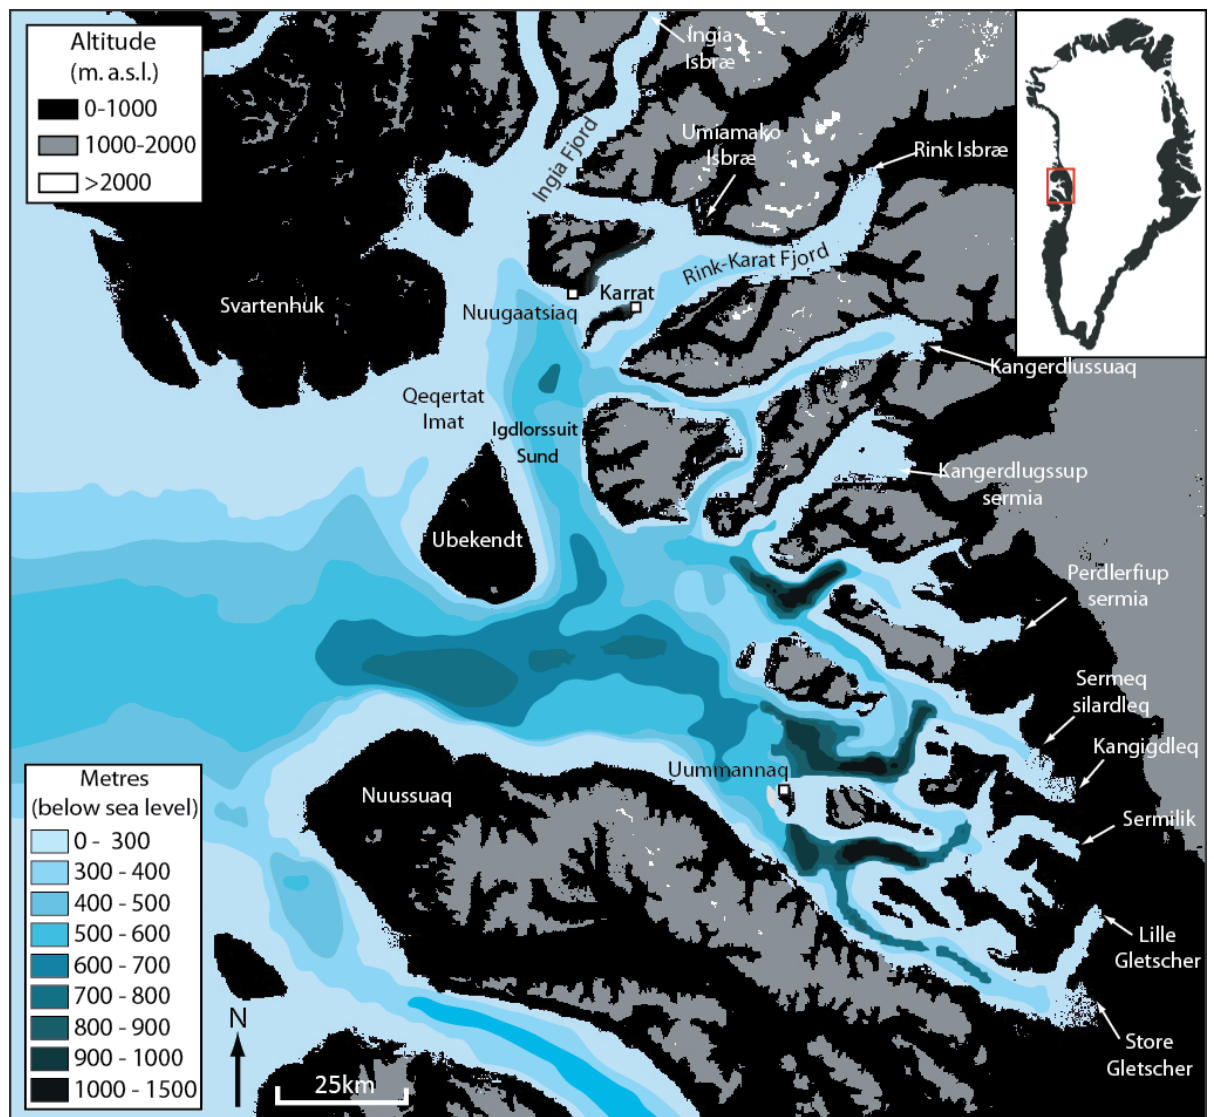 Altitude
(m. a.s.l.)
0-1000
1000-2000
>2000
Ingia
Isbræ
Ingia Fjord
Umiamako
Isbræ
Rink Isbræ
Rink-Karat Fjord
Svartenhuk
Nuugaatsiaq
Karrat
Kangerdlussuaq
Qeqertat
Imat
Igdlorssuit
Sund
Kangerdlugssup
sermia
Ubekendt
Perdlerfiup
sermia
Sermeq
silardleq
Kangigdleq
Uummannaq
Nuussuaq
Sermilik
Lille
Gletscher
Store
Gletscher
Metres
(below sea level)
0 - 300
300 - 400
400 - 500
500 - 600
600 - 700
700 - 800
800 - 900
900 - 1000
1000 - 1500
N
25km